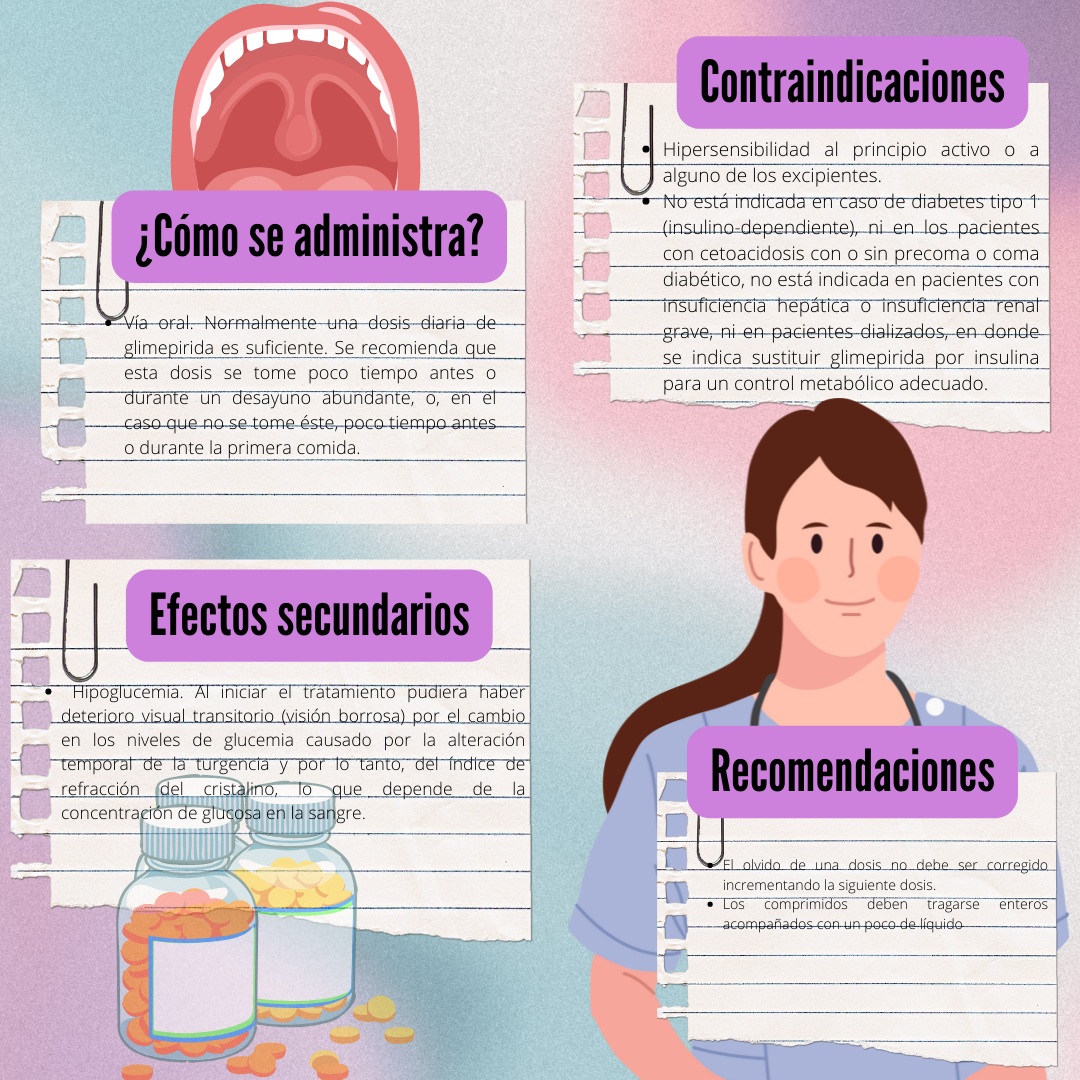 ¿Cómo se administra?
• Vía oral. Normalmente una dosis diaria de
glimepirida es suficiente. Se recomienda que
esta dosis se tome poco tiempo antes o
durante un desayuno abundante, o, en el
caso que no se tome éste, poco tiempo antes
o durante la primera comida.
Contraindicaciones
• Hipersensibilidad al principio activo o a
alguno de los excipientes.
• No está indicada en caso de diabetes tipo 1
(insulino-dependiente), ni en los pacientes
con cetoacidosis con o sin precoma o coma
diabético, no está indicada en pacientes con
insuficiencia hepática o insuficiencia renal
grave, ni en pacientes dializados, en donde
se indica sustituir glimepirida por insulina
para un control metabólico adecuado.
Efectos secundarios
• Hipoglucemia. Al iniciar el tratamiento pudiera haber
deterioro visual transitorio (visión borrosa) por el cambio
en los niveles de glucemia causado por la alteración
temporal de la turgencia y por lo tanto, del índice de
refracción del cristalino, lo que depende de la
concentración de glucosa en la sangre.
Recomendaciones
• El olvido de una dosis no debe ser corregido
incrementando la siguiente dosis.
• Los comprimidos deben tragarse enteros
acompañados con un poco de líquido